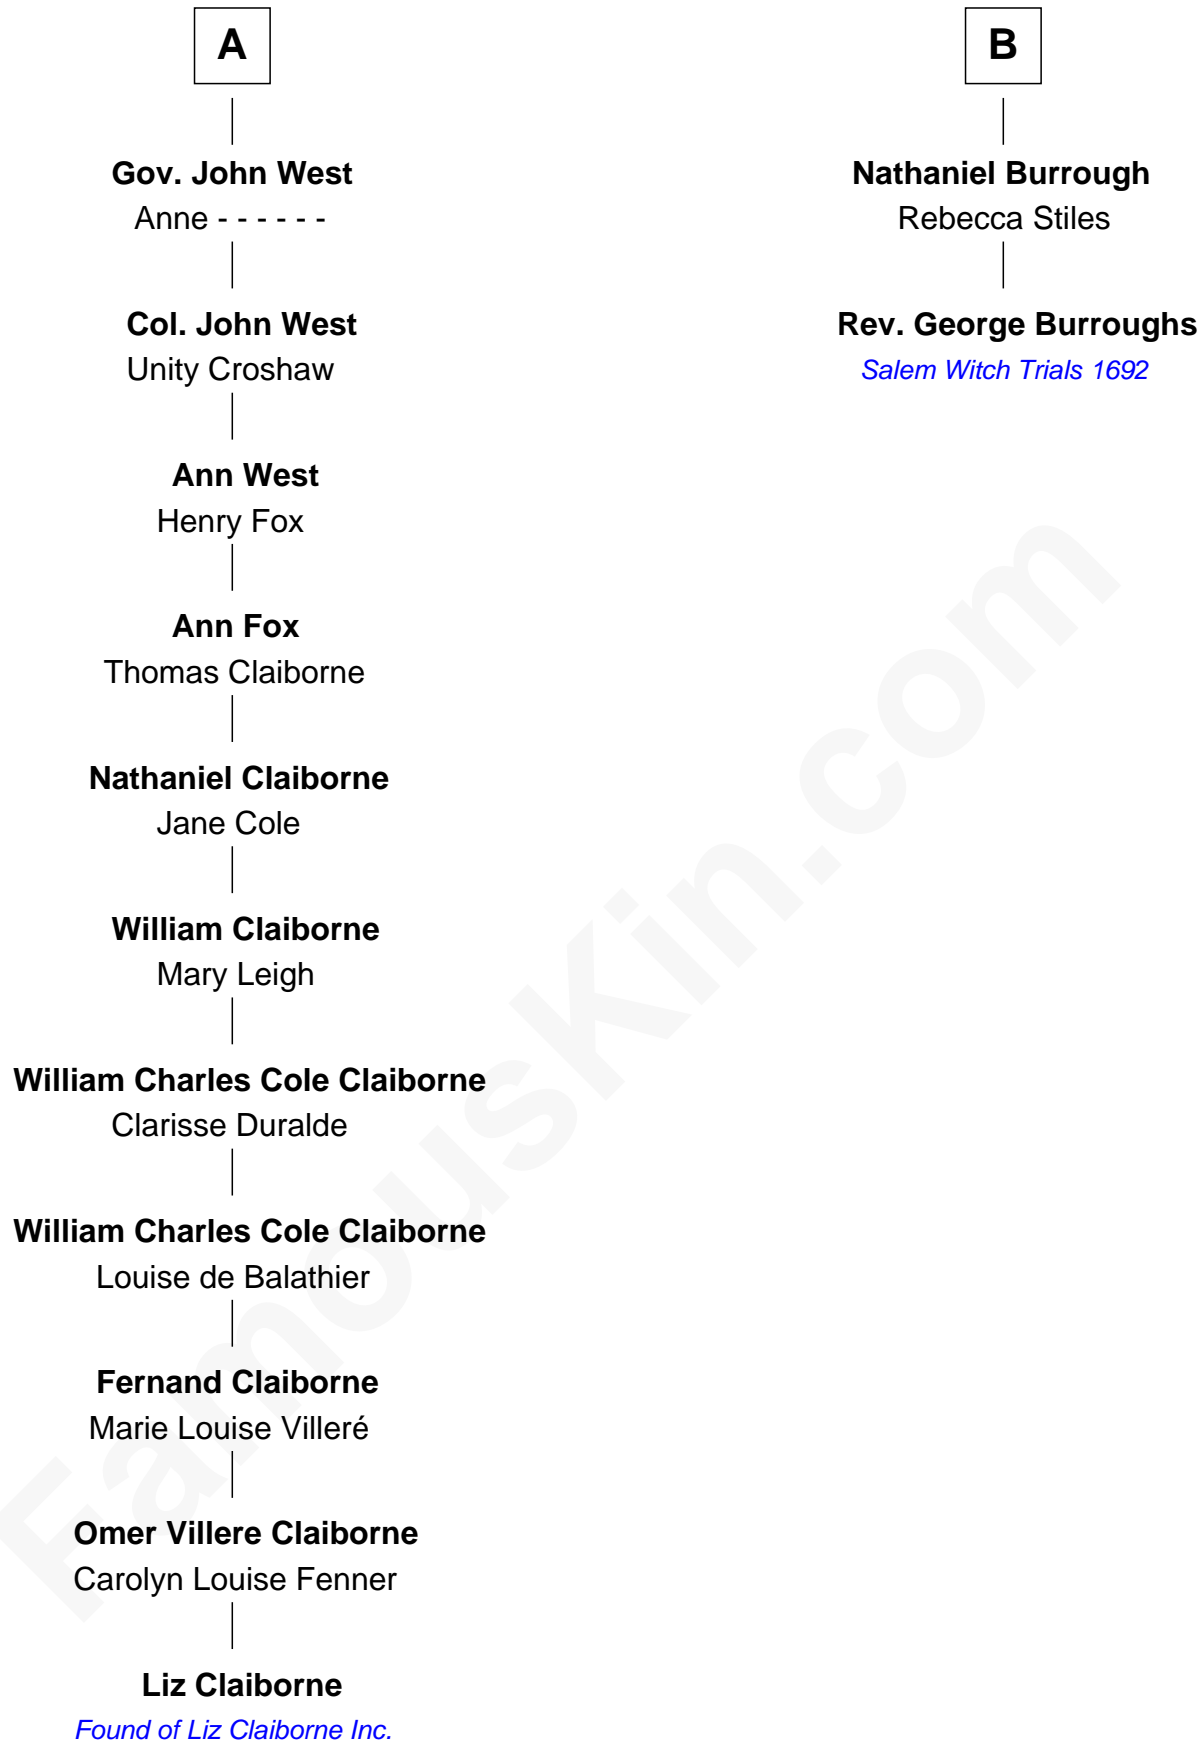 A
Gov. John West
Anne - - - - - -
Col. John West
Unity Croshaw
Ann West
Henry Fox
Ann Fox
Thomas Claiborne
Nathaniel Claiborne
Jane Cole
William Claiborne
Mary Leigh
William Charles Cole Claiborne
Clarisse Duralde
William Charles Cole Claiborne
Louise de Balathier
Fernand Claiborne
Marie Louise Villeré
Omer Villere Claiborne
Carolyn Louise Fenner
Liz Claiborne
Found of Liz Claiborne Inc.
B
Nathaniel Burrough
Rebecca Stiles
Rev. George Burroughs
Salem Witch Trials 1692
FamousKin.com